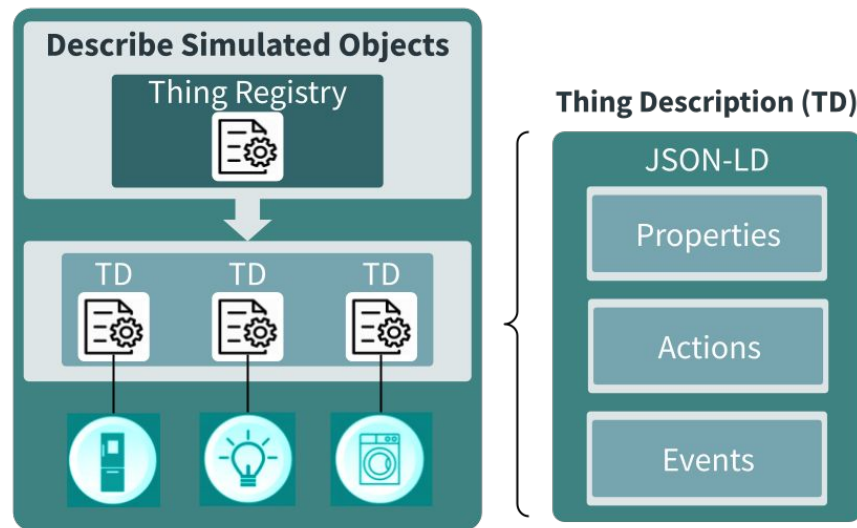 Describe Simulated Objects
Thing Registry
TD
TD
TD
Thing Description (TD)
JSON-LD
Properties
Actions
Events